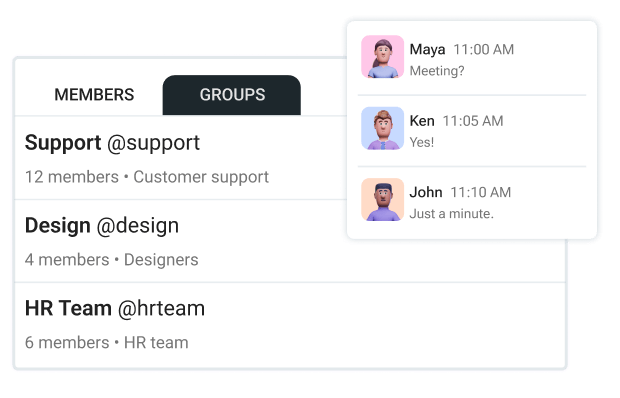 MEMBERS GROUPS
Support @support
12 members • Customer support
Design @design
4 members • Designers
HR Team @hrteam
6 members • HR team
Maya 11:00 AM
Meeting?
Ken 11:05 AM
Yes!
John 11:10 AM
Just a minute.